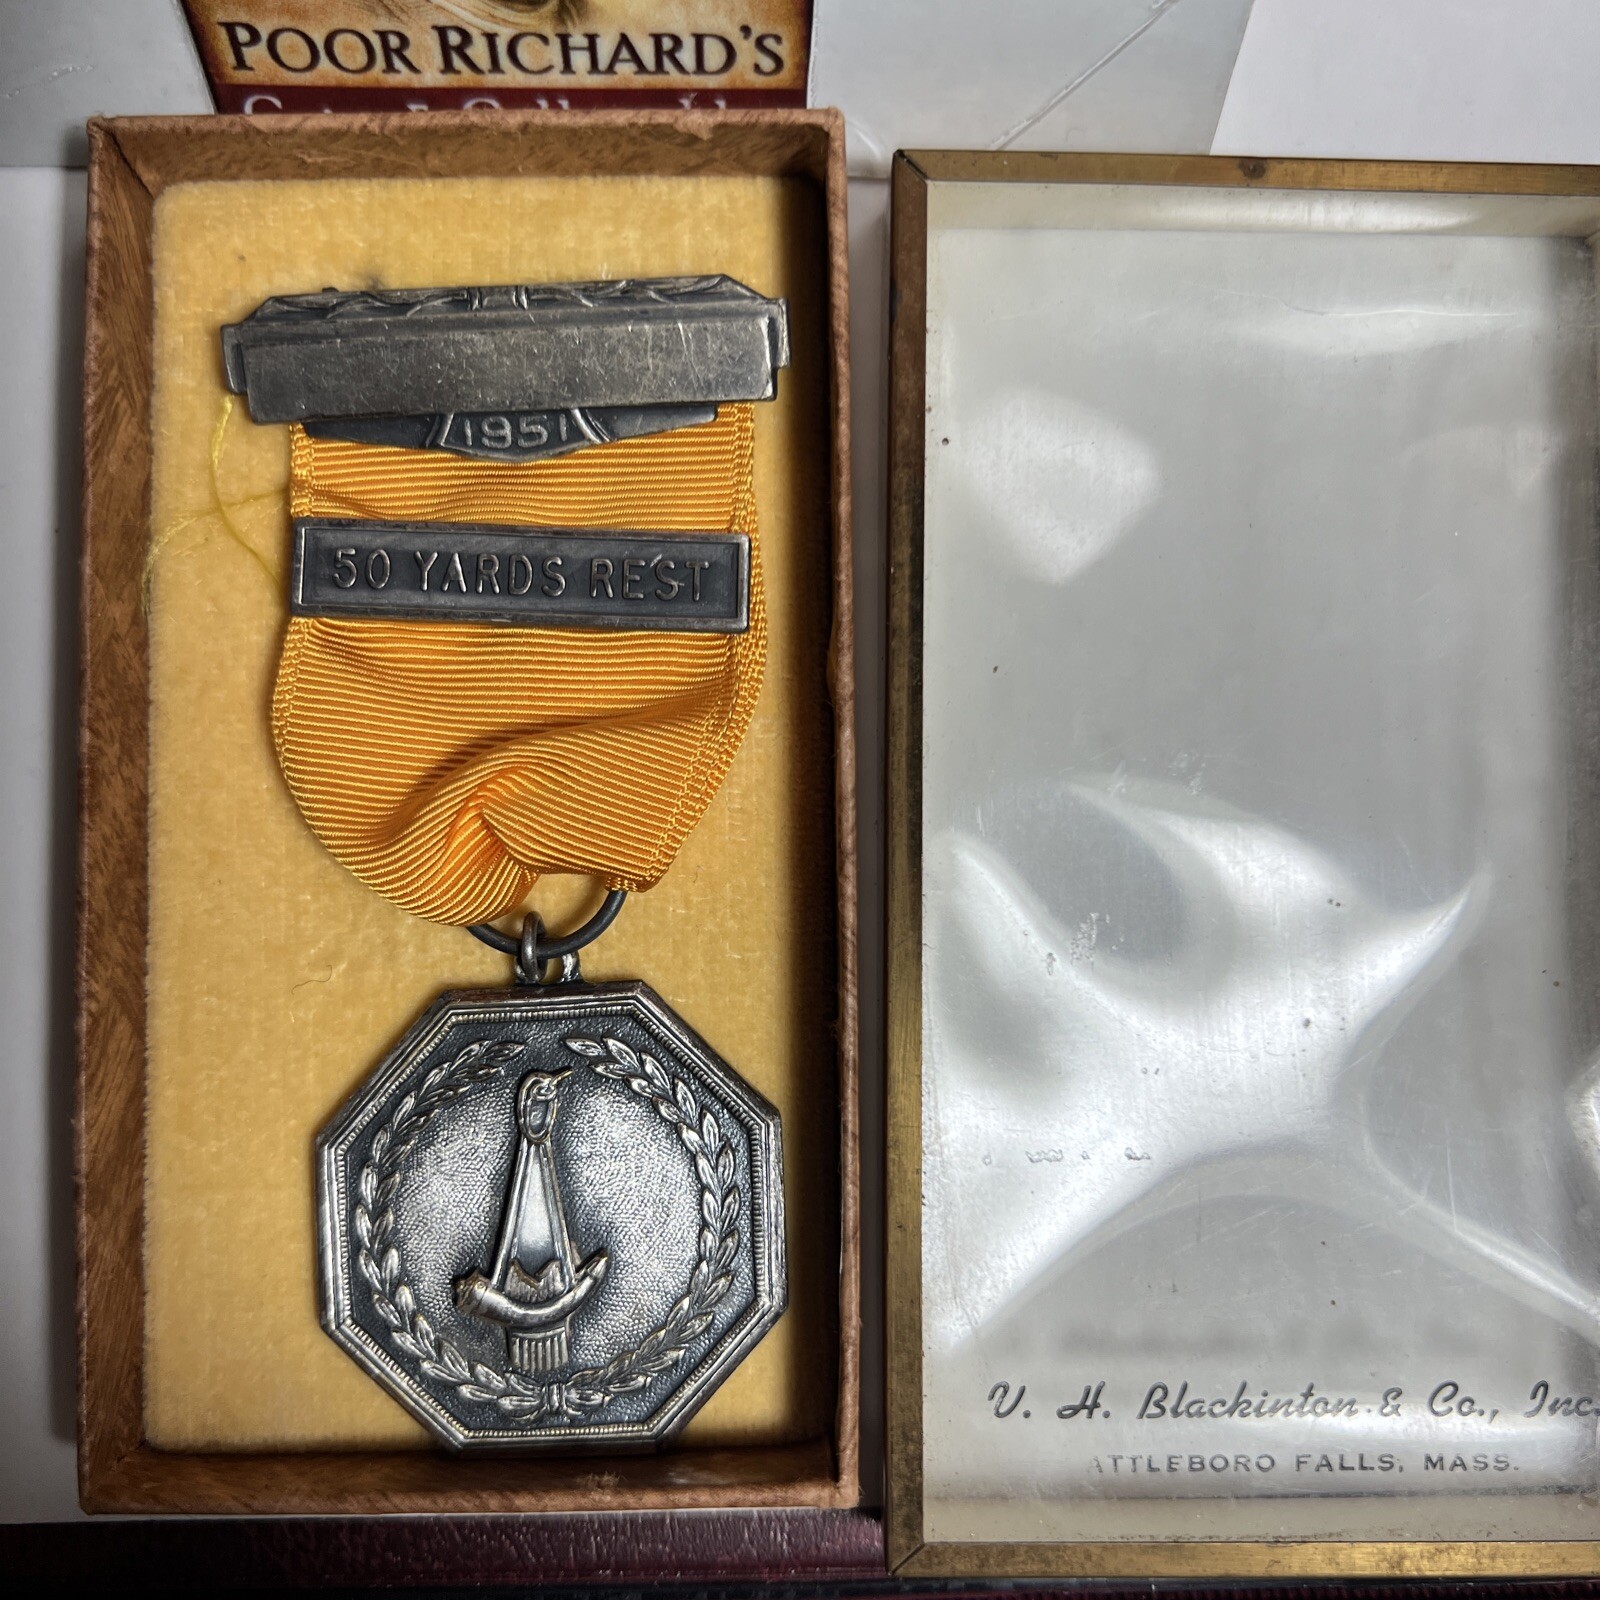 POOR RICHARD'S
1951
50 YARDS REST
V. H. Blackinton & Co., Inc.
ATTLEBORO FALLS, MASS.